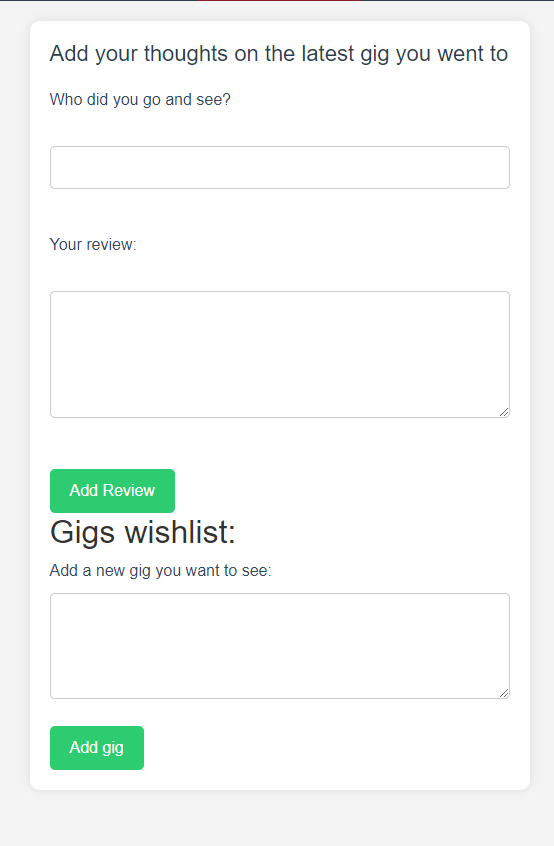 Add your thoughts on the latest gig you went to
Who did you go and see?
Your review:
Add Review
Gigs wishlist:
Add a new gig you want to see:
Add gig